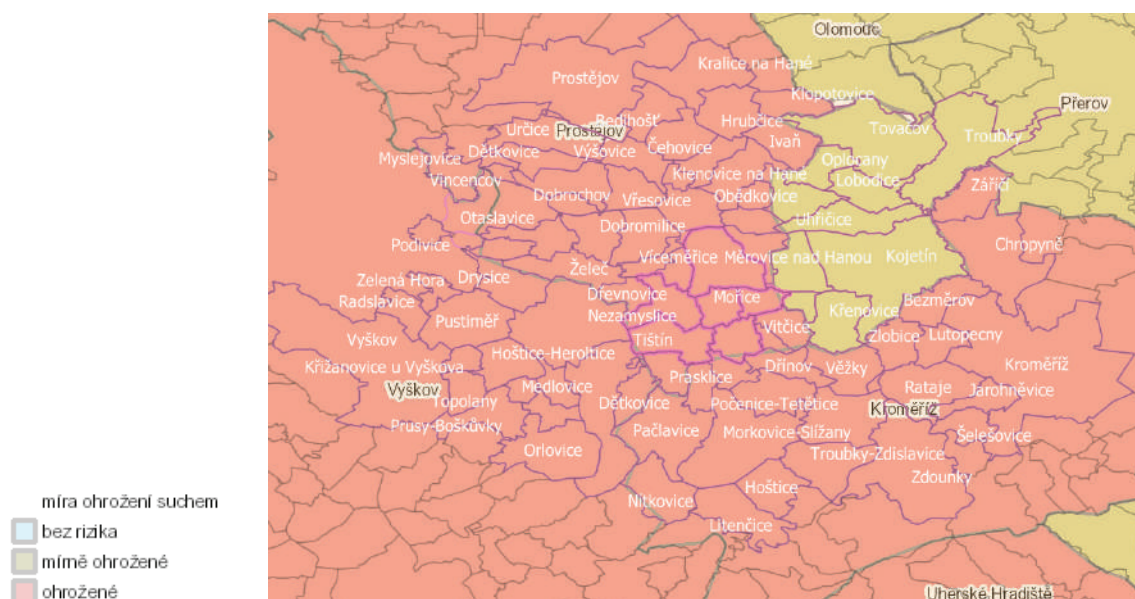 Olomouc
Kralice na Hané
Prostějov
Klopotovice
Přerov
Bedihošť
Hrubčice
Určice
Prostejov
Tovačov
Troubky
Ivaň
Dětkovice
Výšovice
Čehovice
Myslejovice
Oplocany
Vincencov
Klenovice na Hané
Lobodice
Záříčí
Dobrochov
Vřesovice
Obědkovice
Otaslavice
Dobromilice
Uhřičice
Podivice
Chropyně
Víceměřice
Měrovice nad Hanou
Kojetín
Želeč
Zelená Hora
Drysice
Dřevnovice
Mořice
Radslavice
Bezměrov
Nezamyslice
Křenovice
Pustiměř
Vitčice
Vyškov
Tištín
Zlobice
Lutopecny
Hoštice-Heroltice
Křižanovice u Vyškova
Dřínov
Věžky
Kroměříž
Prasklice
Medlovice
Rataje
Jarohněvice
Vyškov
Topolany
Dětkovice
Počenice-Tetětice
Kroměříž
Prusy-Boškůvky
Pačlavice
Morkovice-Slížany
Šelešovice
Orlovice
Troubky-Zdislavice
Zdounky
Hoštice
Nítkovice
Litenčice
Uherské Hradiště
míra ohrožení suchem
bez rizika
mírně ohrožené
ohrožené